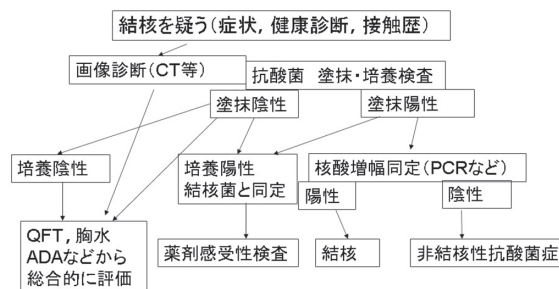 結核を疑う(症状, 健康診断, 接触歴)
画像診断(CT等)
抗酸菌 塗抹・培養検査
塗抹陰性
塗抹陽性
培養陰性
培養陽性
結核菌と同定
核酸増幅同定(PCRなど)
陽性
陰性
QFT, 胸水
ADAなどから
総合的に評価
薬剤感受性検査
結核
非結核性抗酸菌症